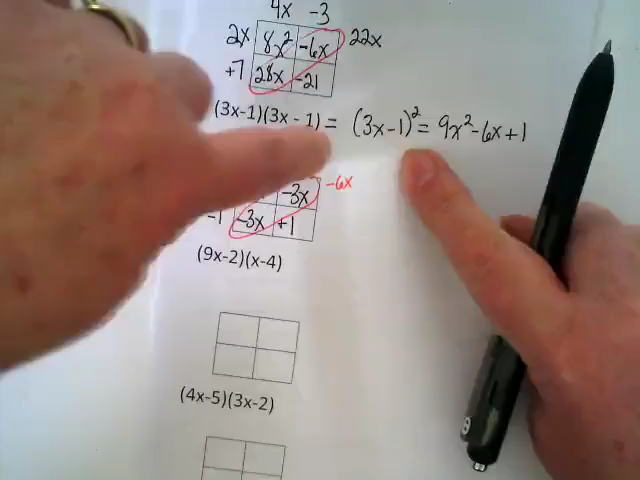 4x -3
2x 8x² -6x 22x
+7 28x -21
(3x-1)(3x-1) = (3x-1)² = 9x²-6x+1
-3x -6x
-1 -3x +1
(9x-2)(x-4)
(4x-5)(3x-2)